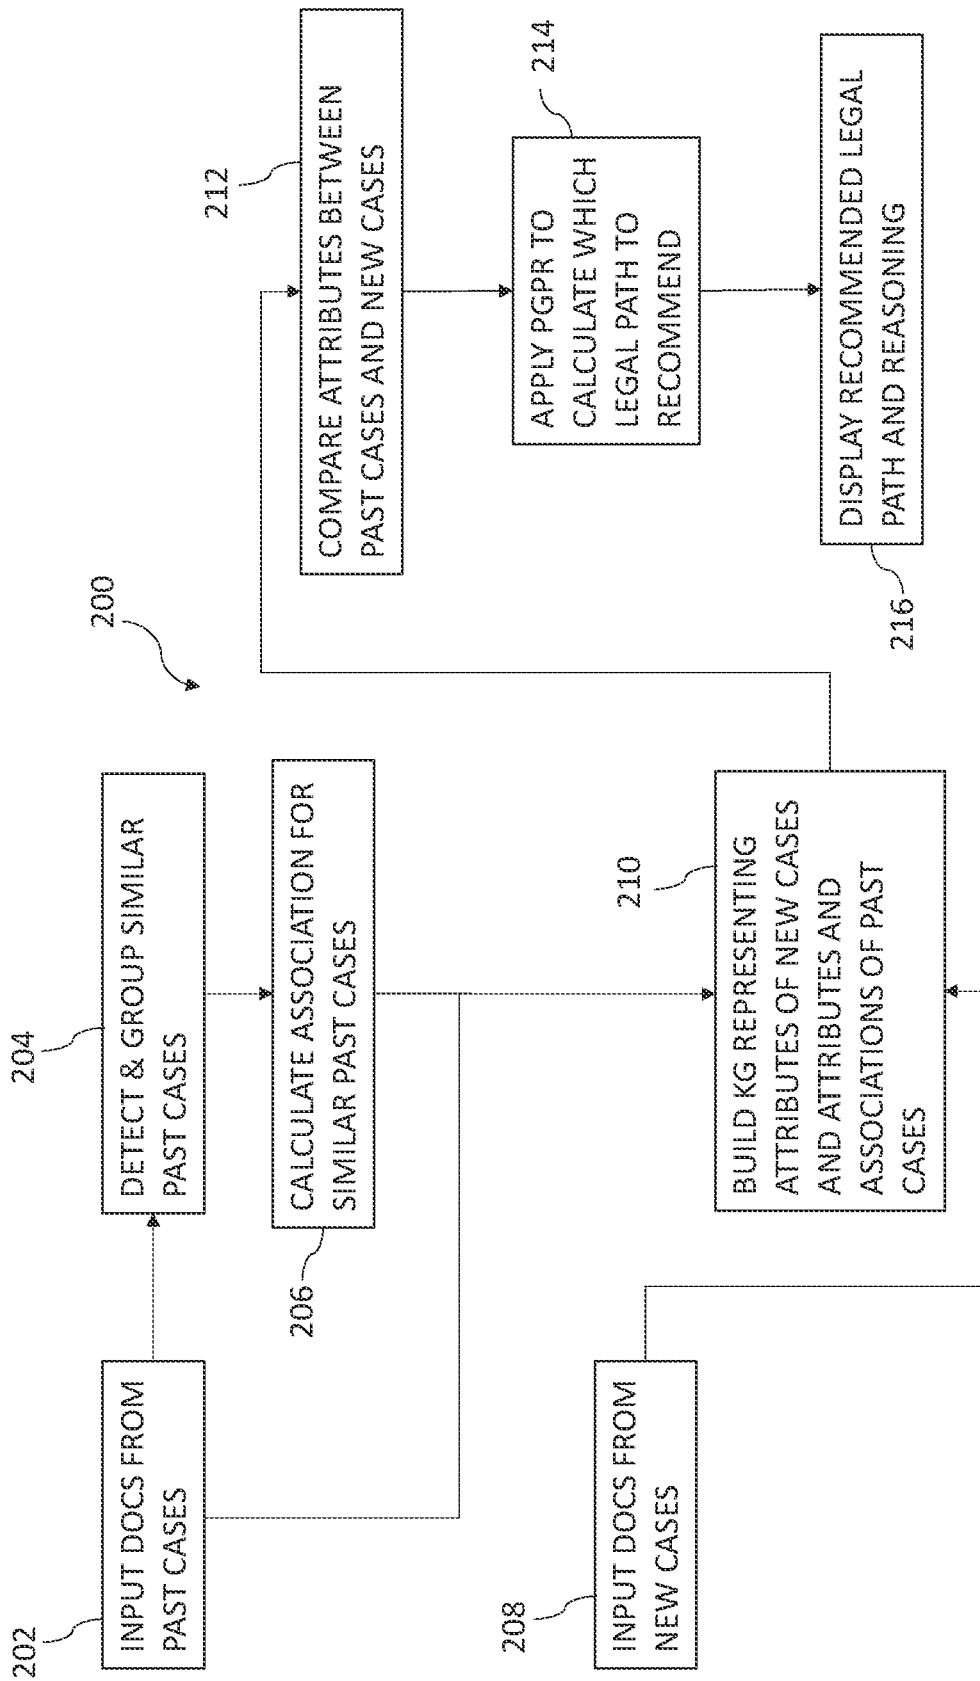 200
202
INPUT DOCS FROM
PAST CASES
204
DETECT & GROUP SIMILAR
PAST CASES
206
CALCULATE ASSOCIATION FOR
SIMILAR PAST CASES
208
INPUT DOCS FROM
NEW CASES
210
BUILD KG REPRESENTING
ATTRIBUTES OF NEW CASES
AND ATTRIBUTES AND
ASSOCIATIONS OF PAST
CASES
212
COMPARE ATTRIBUTES BETWEEN
PAST CASES AND NEW CASES
214
APPLY PGPR TO
CALCULATE WHICH
LEGAL PATH TO
RECOMMEND
216
DISPLAY RECOMMENDED LEGAL
PATH AND REASONING